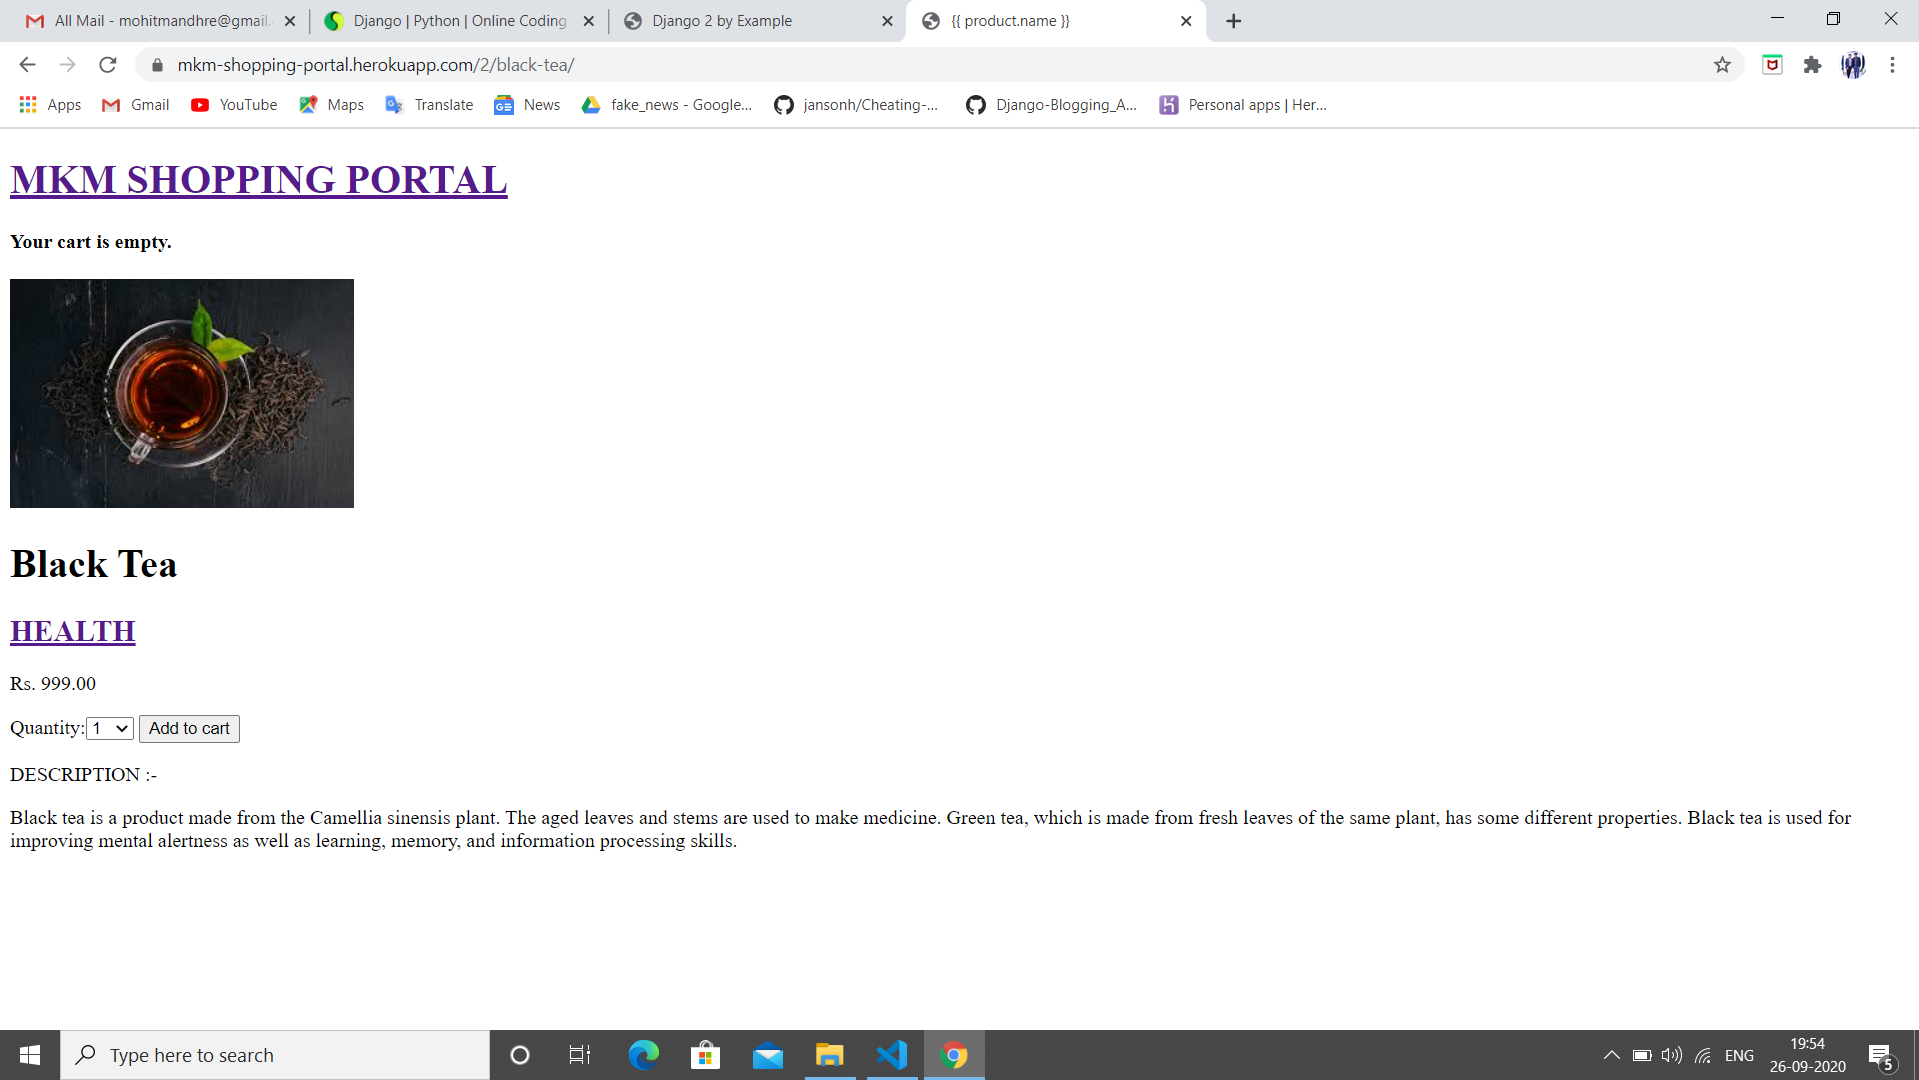 All Mail - mohitmandhre@gmail.
Django | Python | Online Coding
Django 2 by Example
{{ product.name }}
mkm-shopping-portal.herokuapp.com/2/black-tea/
Apps
Gmail
YouTube
Maps
Translate
News
fake_news - Google...
jansonh/Cheating-...
Django-Blogging_A...
Personal apps | Her...
MKM SHOPPING PORTAL
Your cart is empty.
Black Tea
HEALTH
Rs. 999.00
Quantity: 1 Add to cart
DESCRIPTION :-
Black tea is a product made from the Camellia sinensis plant. The aged leaves and stems are used to make medicine. Green tea, which is made from fresh leaves of the same plant, has some different properties. Black tea is used for
improving mental alertness as well as learning, memory, and information processing skills.
Type here to search
ENG
19:54
26-09-2020
5